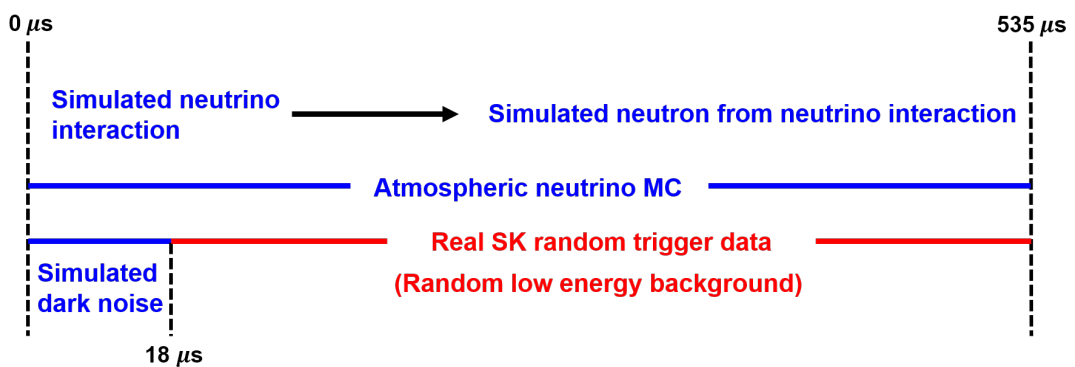 0 μs
535 μs
Simulated neutrino
interaction
Simulated neutron from neutrino interaction
Atmospheric neutrino MC
Real SK random trigger data
(Random low energy background)
Simulated
dark noise
18 μs